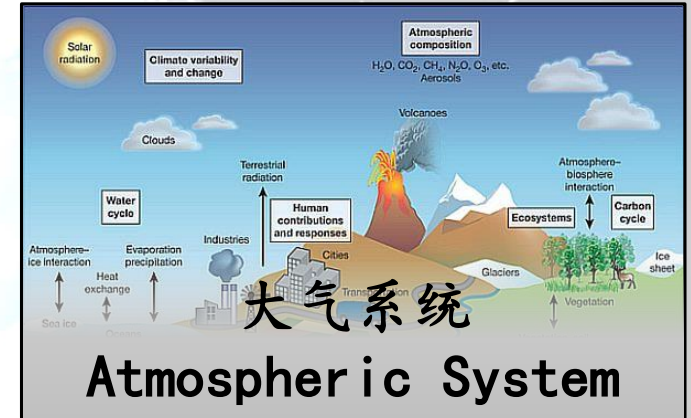 Solar
radiation
Climate variability
and change
Atmospheric
composition
H₂O, CO₂, CH₄, N₂O, O₃, etc.
Aerosols
Volcanoes
Clouds
Terrestrial
radiation
Atmosphere–
biosphere
interaction
Water
cycle
Human
contributions
and responses
Ecosystems
Carbon
cycle
Atmosphere–
ice interaction
Evaporation
precipitation
Industries
Cities
Heat
exchange
Glaciers
Ice
sheet
Sea ice
Vegetation
大气系统
Atmospheric System